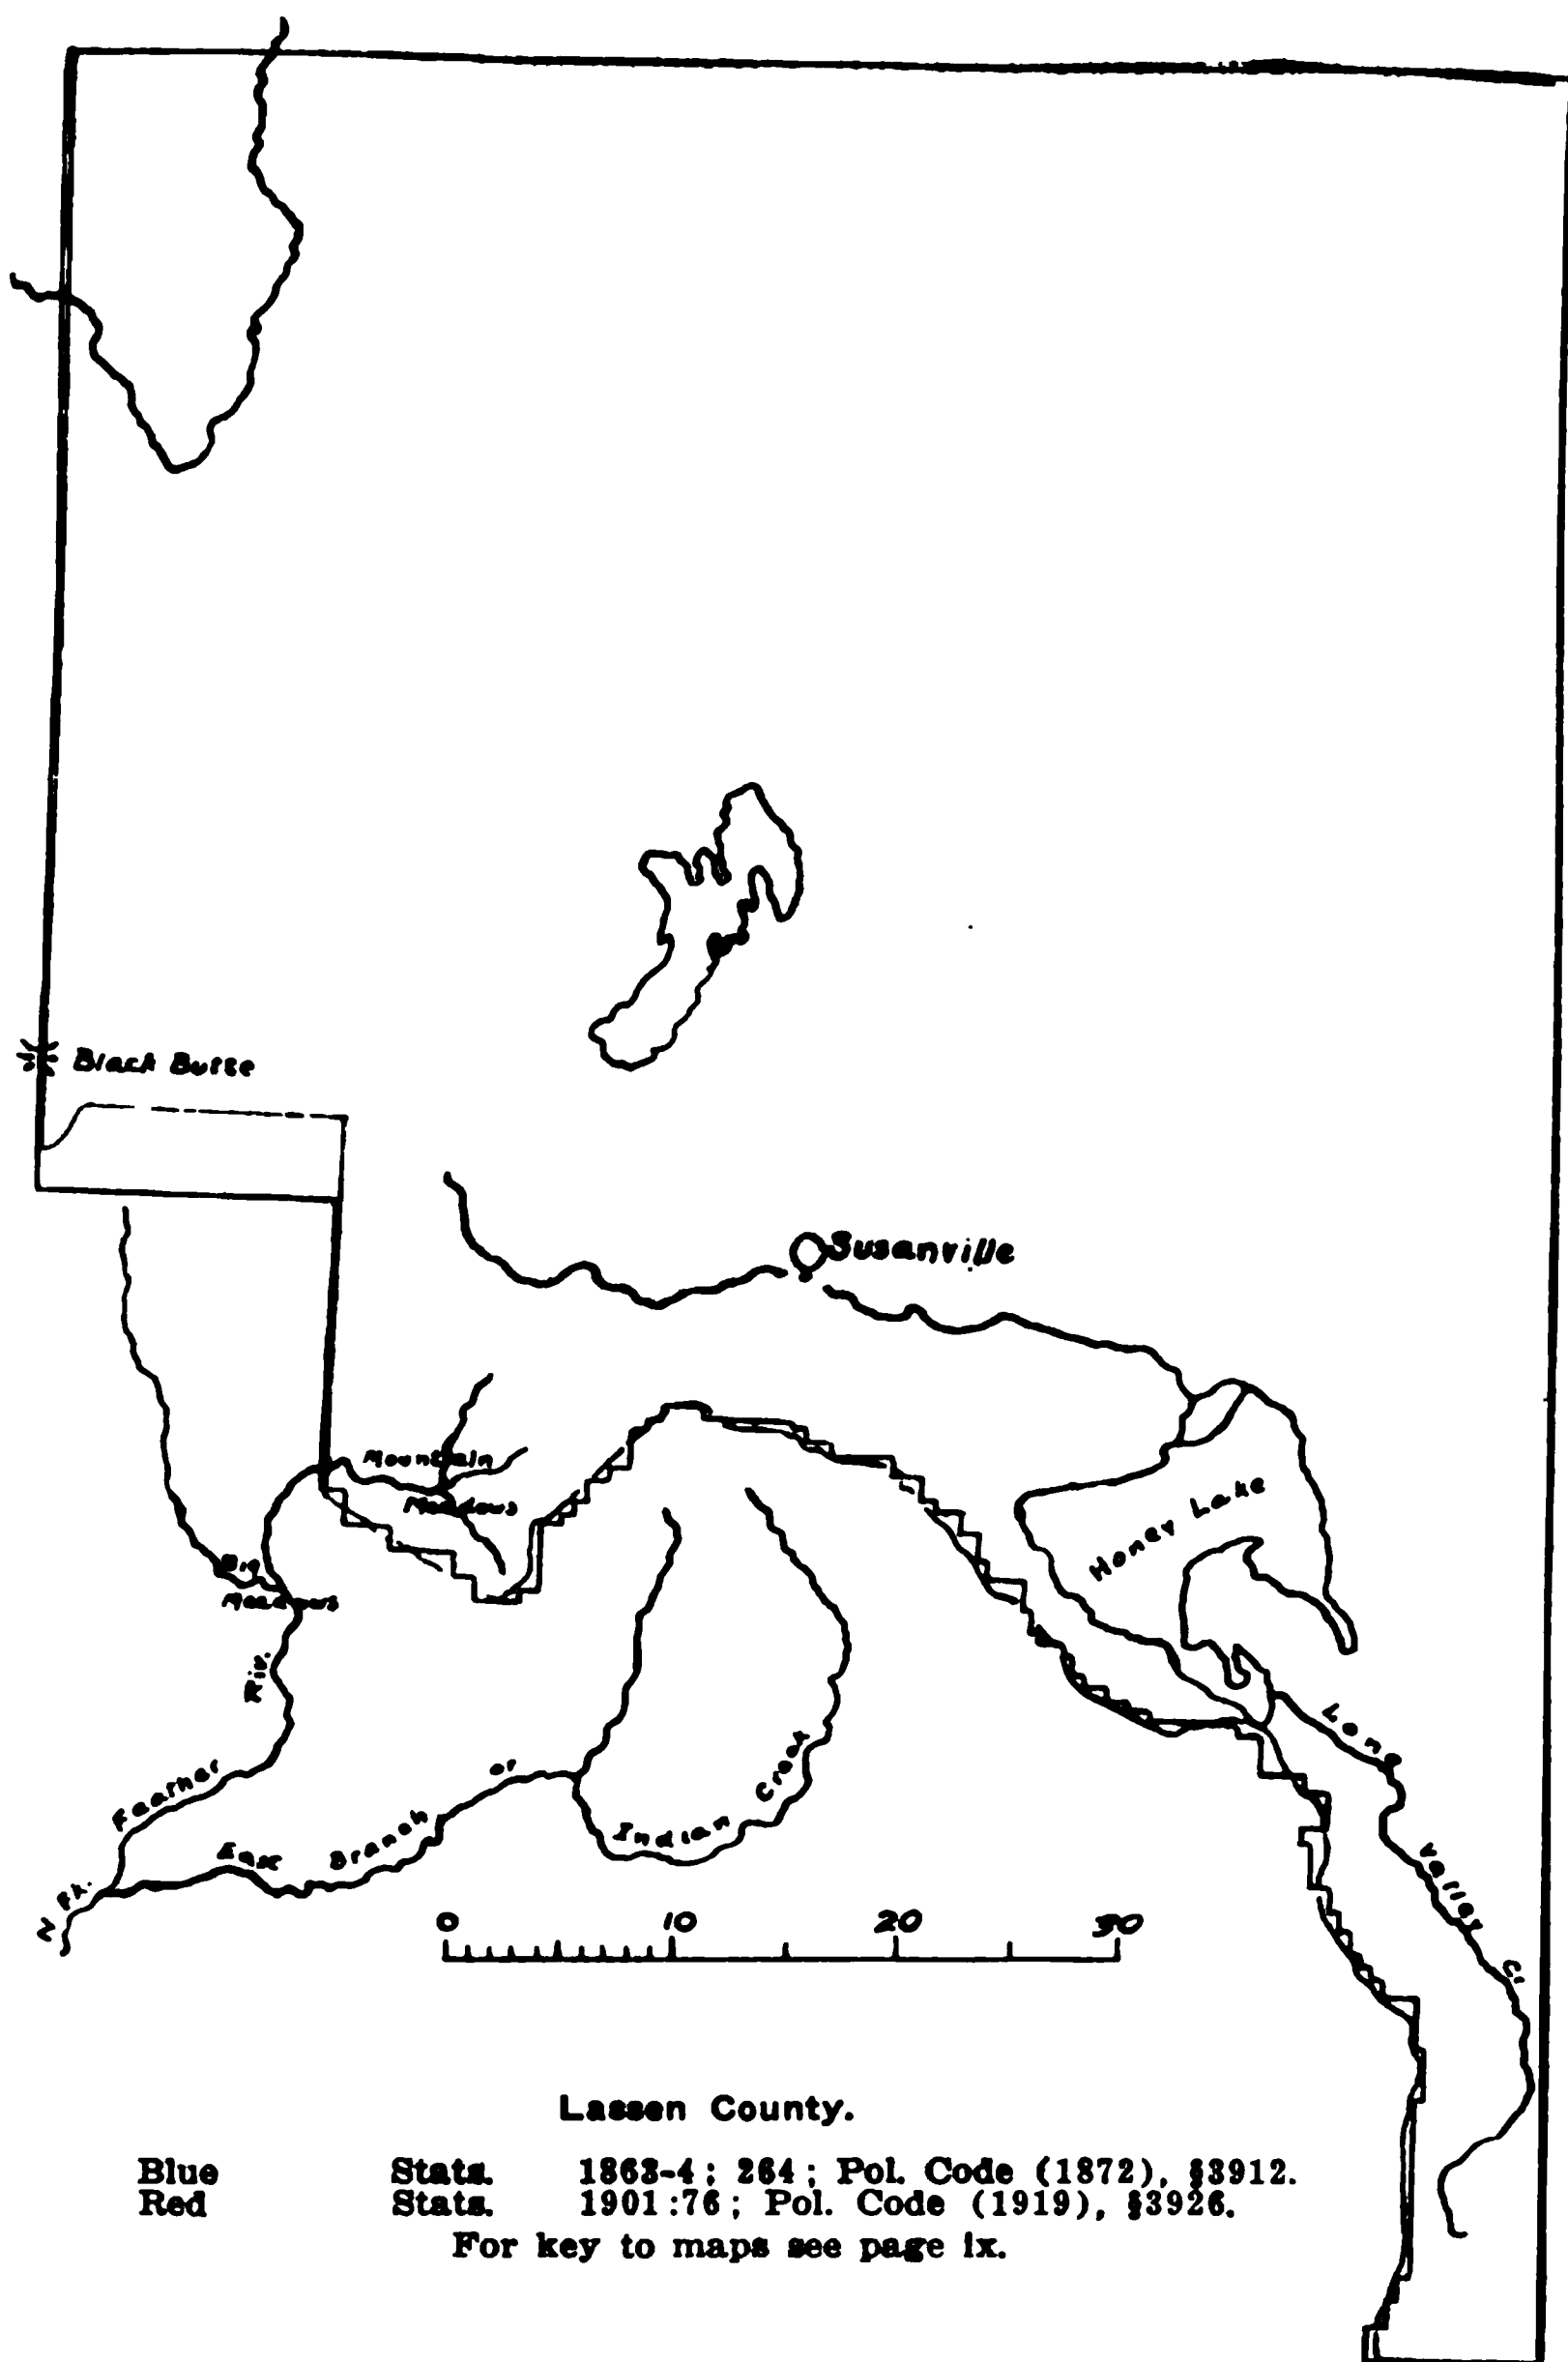 Black Butte
Susanville
Mountain
Meadows
Honey Lake
Big
Meadows
Riv.
Feather
N. Fk.
East Branch or
Indian Creek
Long Valley Cr.
0 10 20 30
Lassen County.
Blue Stats. 1863-4; 264; Pol. Code (1872), §3912.
Red Stats. 1901:76; Pol. Code (1919), §3926.
For key to maps see page ix.